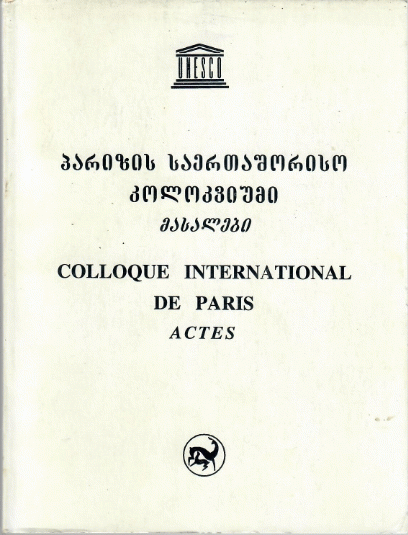 UNESCO
პარიზის საერთაშორისო
კოლოკვიუმი
მასალები
COLLOQUE INTERNATIONAL
DE PARIS
ACTES